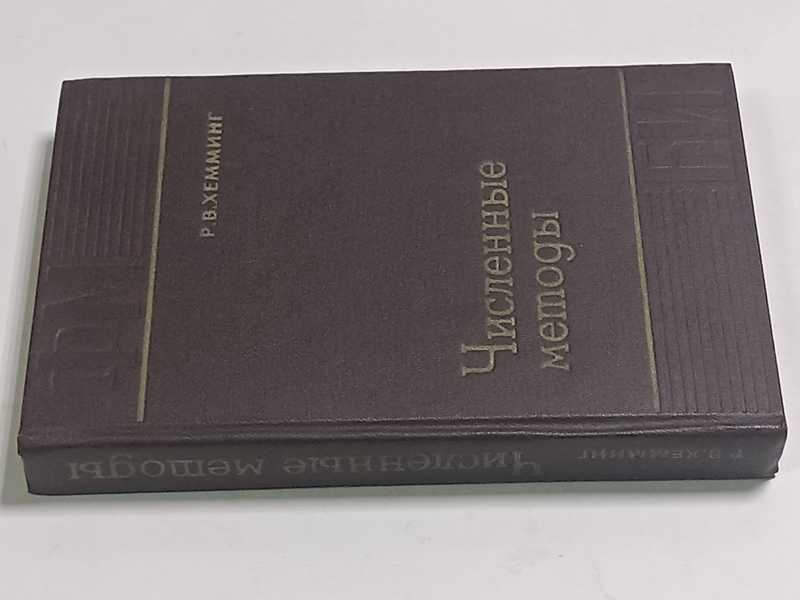 Р.В.ХЕММИНГ
Численные
методы
Р.В.ХЕММИНГ
Численные методы